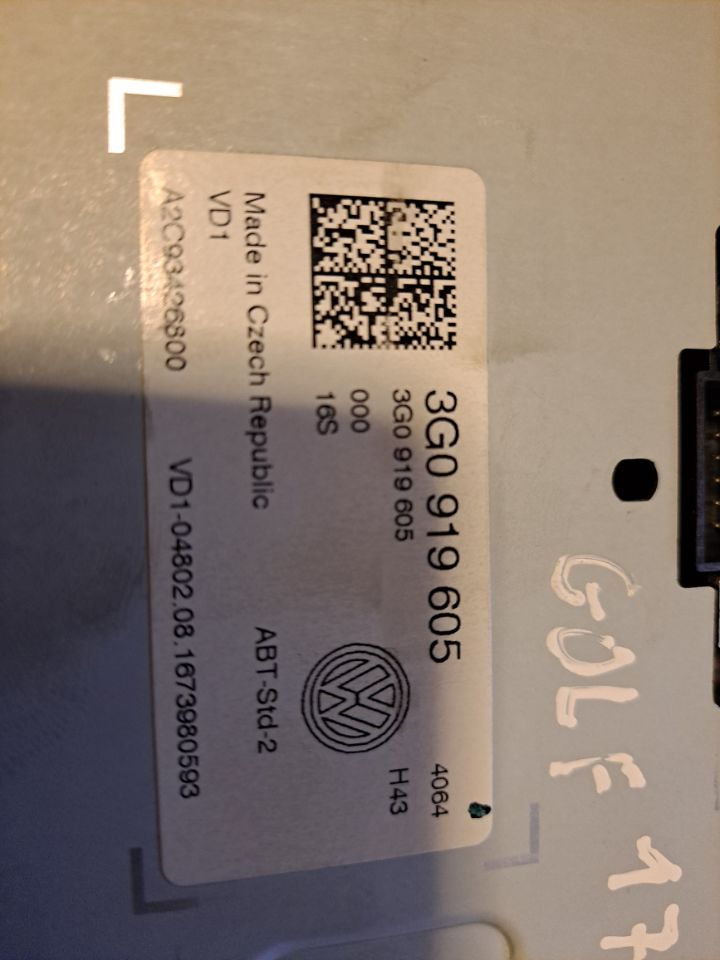 3G0 919 605
4064
3G0 919 605
H43
000
16S
Made in Czech Republic
ABT-Std-2
VD1
A2C93426800
VD1-04802.08.1673980593
GOLF 17